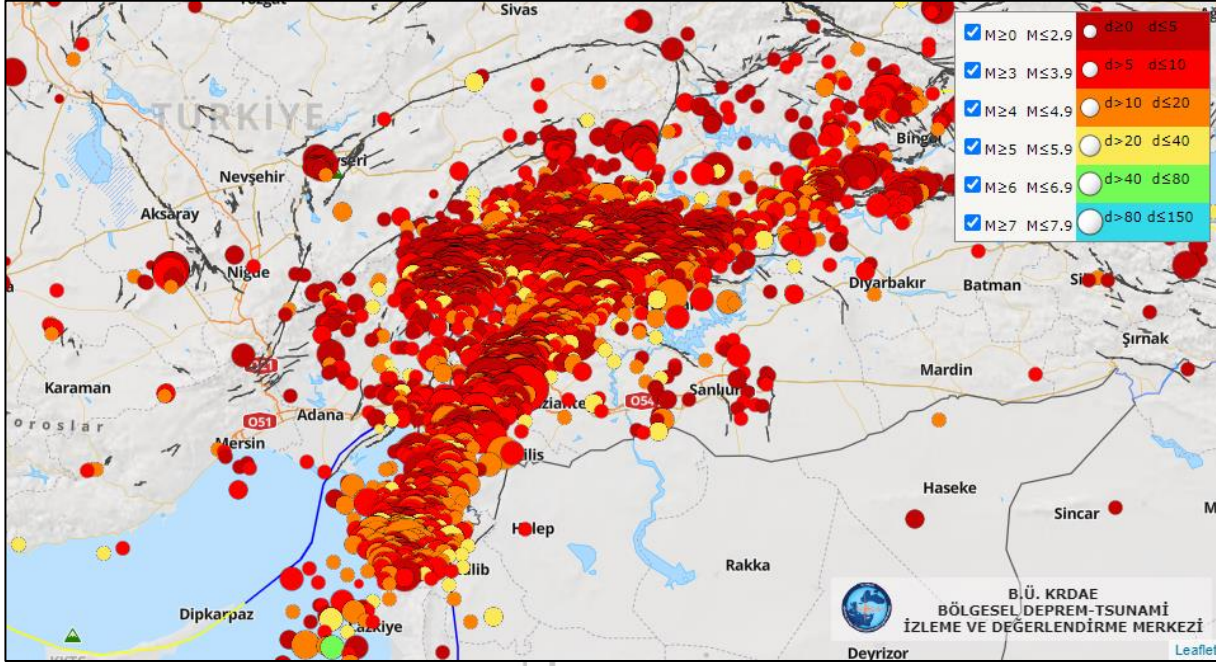 Sivas
M≥0 M≤2.9 d≥0 d≤5
M≥3 M≤3.9 d>5 d≤10
M≥4 M≤4.9 d>10 d≤20
M≥5 M≤5.9 d>20 d≤40
M≥6 M≤6.9 d>40 d≤80
M≥7 M≤7.9 d>80 d≤150
TÜRKİYE
Nevşehir
Aksaray
Niğde
Diyarbakır
Batman
Şırnak
Mardin
Karaman
Adana
O54
O51
Mersin
Haseke
Sincar
Rakka
Dipkarpaz
Deyrizor
B.Ü. KRDAE
BÖLGESEL DEPREM-TSUNAMİ
İZLEME VE DEĞERLENDİRME MERKEZİ
Leaflet